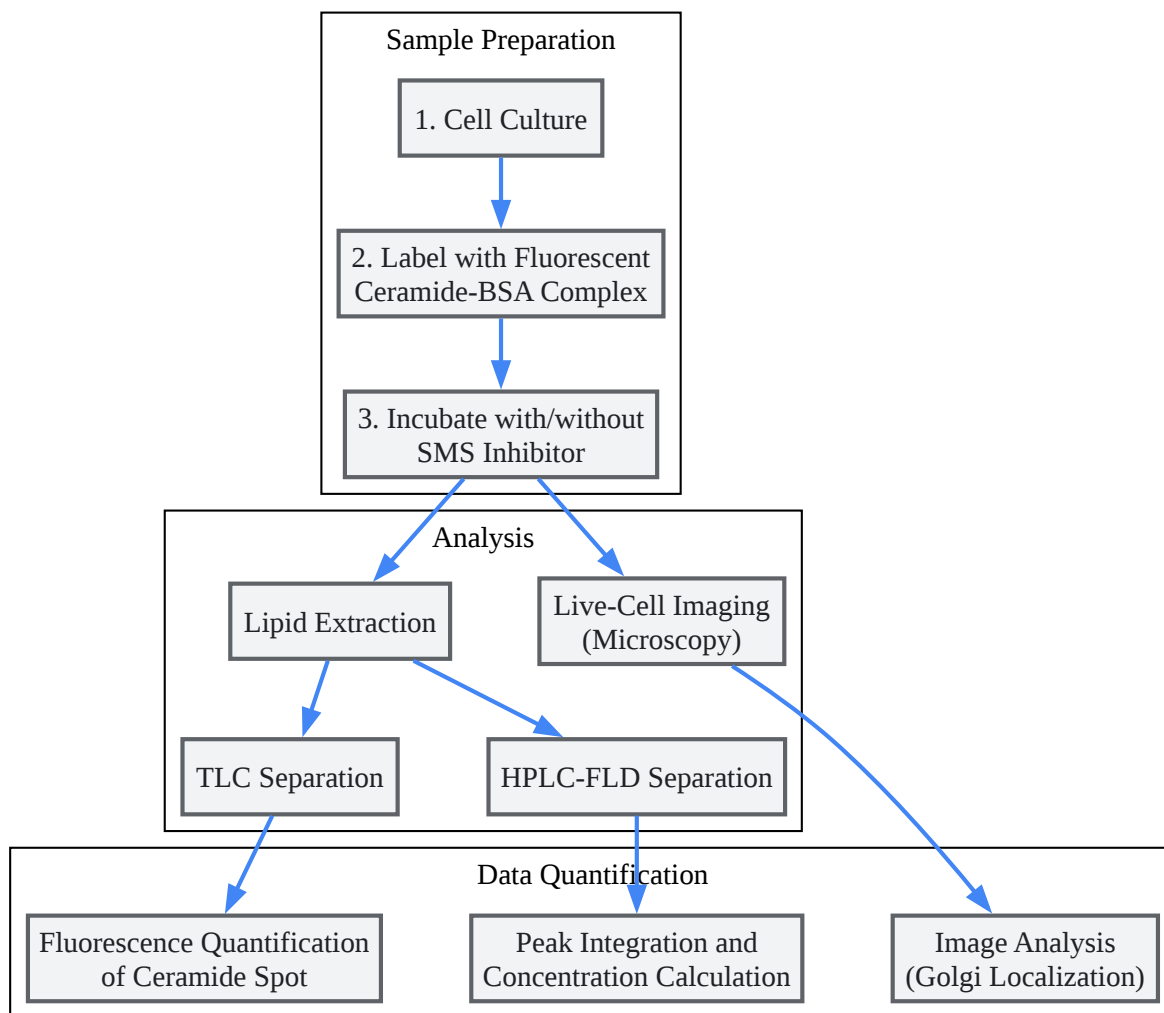 Sample Preparation
1. Cell Culture
2. Label with Fluorescent
Ceramide-BSA Complex
3. Incubate with/without
SMS Inhibitor
Analysis
Lipid Extraction
Live-Cell Imaging
(Microscopy)
TLC Separation
HPLC-FLD Separation
Data Quantification
Fluorescence Quantification
of Ceramide Spot
Peak Integration and
Concentration Calculation
Image Analysis
(Golgi Localization)